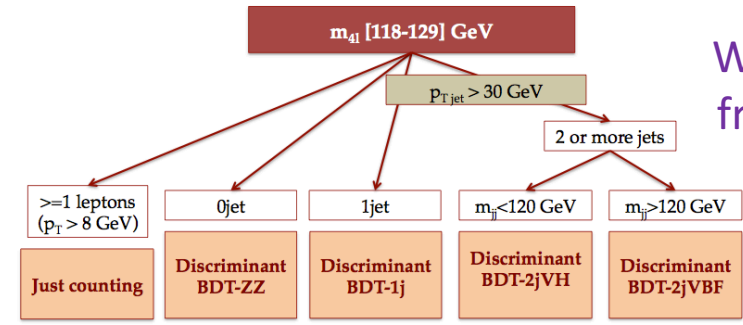 m4l [118-129] GeV
W
fr
pT jet > 30 GeV
2 or more jets
>=1 leptons
(pT > 8 GeV)
0jet
1jet
mjj<120 GeV
mjj>120 GeV
Just counting
Discriminant
BDT-ZZ
Discriminant
BDT-1j
Discriminant
BDT-2jVH
Discriminant
BDT-2jVBF